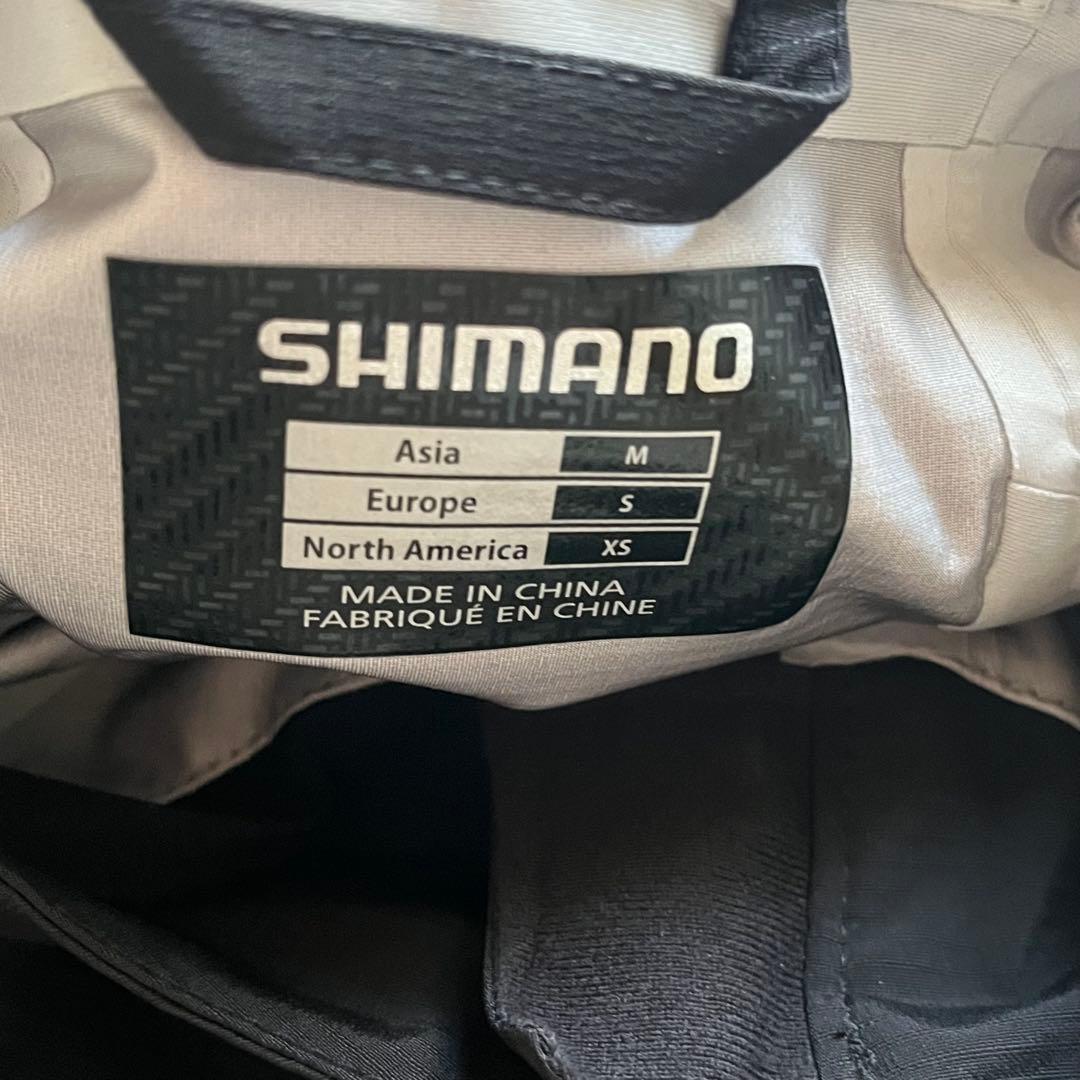 SHIMANO
Asia M
Europe S
North America XS
MADE IN CHINA
FABRIQUÉ EN CHINE